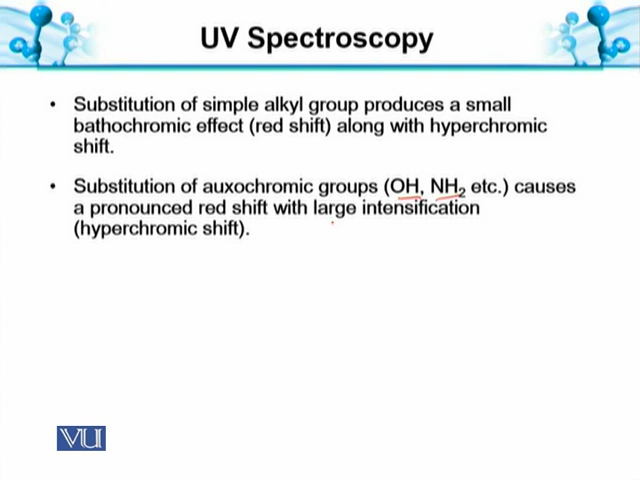 UV Spectroscopy
• Substitution of simple alkyl group produces a small
bathochromic effect (red shift) along with hyperchromic
shift.
• Substitution of auxochromic groups (OH, NH₂ etc.) causes
a pronounced red shift with large intensification
(hyperchromic shift).
VU